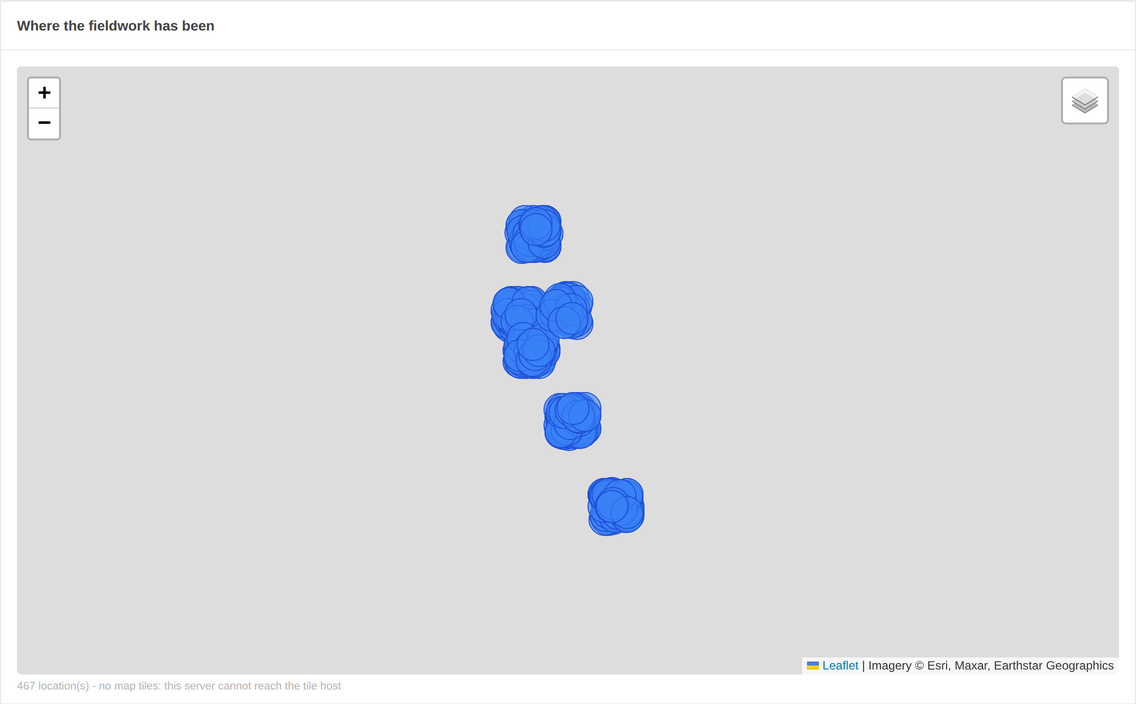 Where the fieldwork has been
+
−
Leaflet | Imagery © Esri, Maxar, Earthstar Geographics
467 location(s) - no map tiles: this server cannot reach the tile host